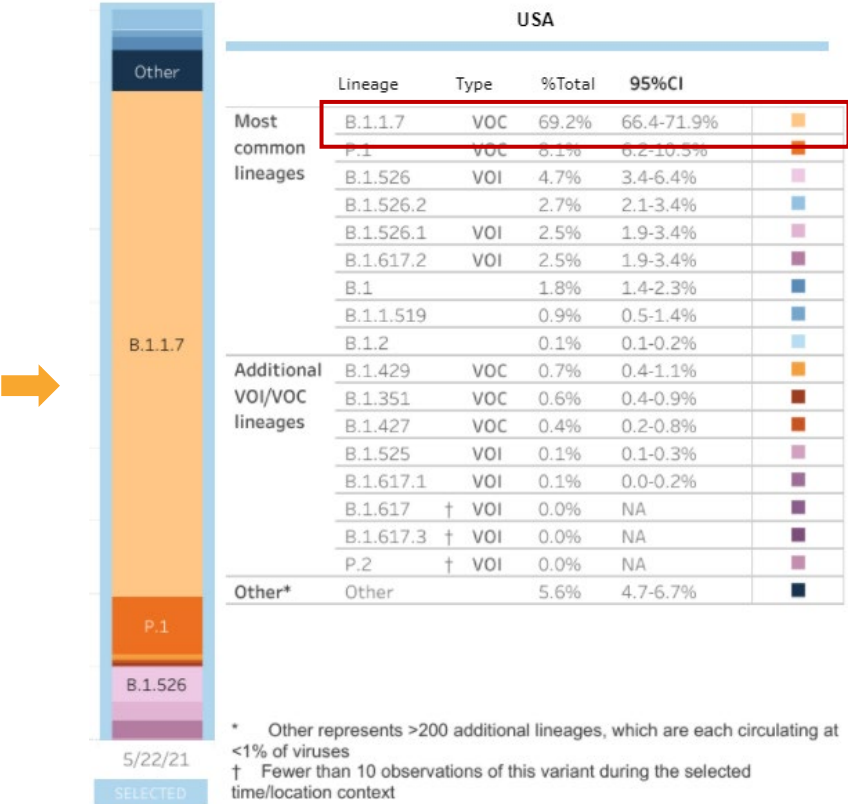 USA
Lineage Type %Total 95%CI
Most common lineages
B.1.1.7 VOC 69.2% 66.4-71.9%
P.1 VOC 8.1% 6.2-10.5%
B.1.526 VOI 4.7% 3.4-6.4%
B.1.526.2 2.7% 2.1-3.4%
B.1.526.1 VOI 2.5% 1.9-3.4%
B.1.617.2 VOI 2.5% 1.9-3.4%
B.1 1.8% 1.4-2.3%
B.1.1.519 0.9% 0.5-1.4%
B.1.2 0.1% 0.1-0.2%
Additional VOI/VOC lineages
B.1.429 VOC 0.7% 0.4-1.1%
B.1.351 VOC 0.6% 0.4-0.9%
B.1.427 VOC 0.4% 0.2-0.8%
B.1.525 VOI 0.1% 0.1-0.3%
B.1.617.1 VOI 0.1% 0.0-0.2%
B.1.617 † VOI 0.0% NA
B.1.617.3 † VOI 0.0% NA
P.2 † VOI 0.0% NA
Other* Other 5.6% 4.7-6.7%
Other
B.1.1.7
P.1
B.1.526
5/22/21
SELECTED
* Other represents >200 additional lineages, which are each circulating at
<1% of viruses
† Fewer than 10 observations of this variant during the selected
time/location context